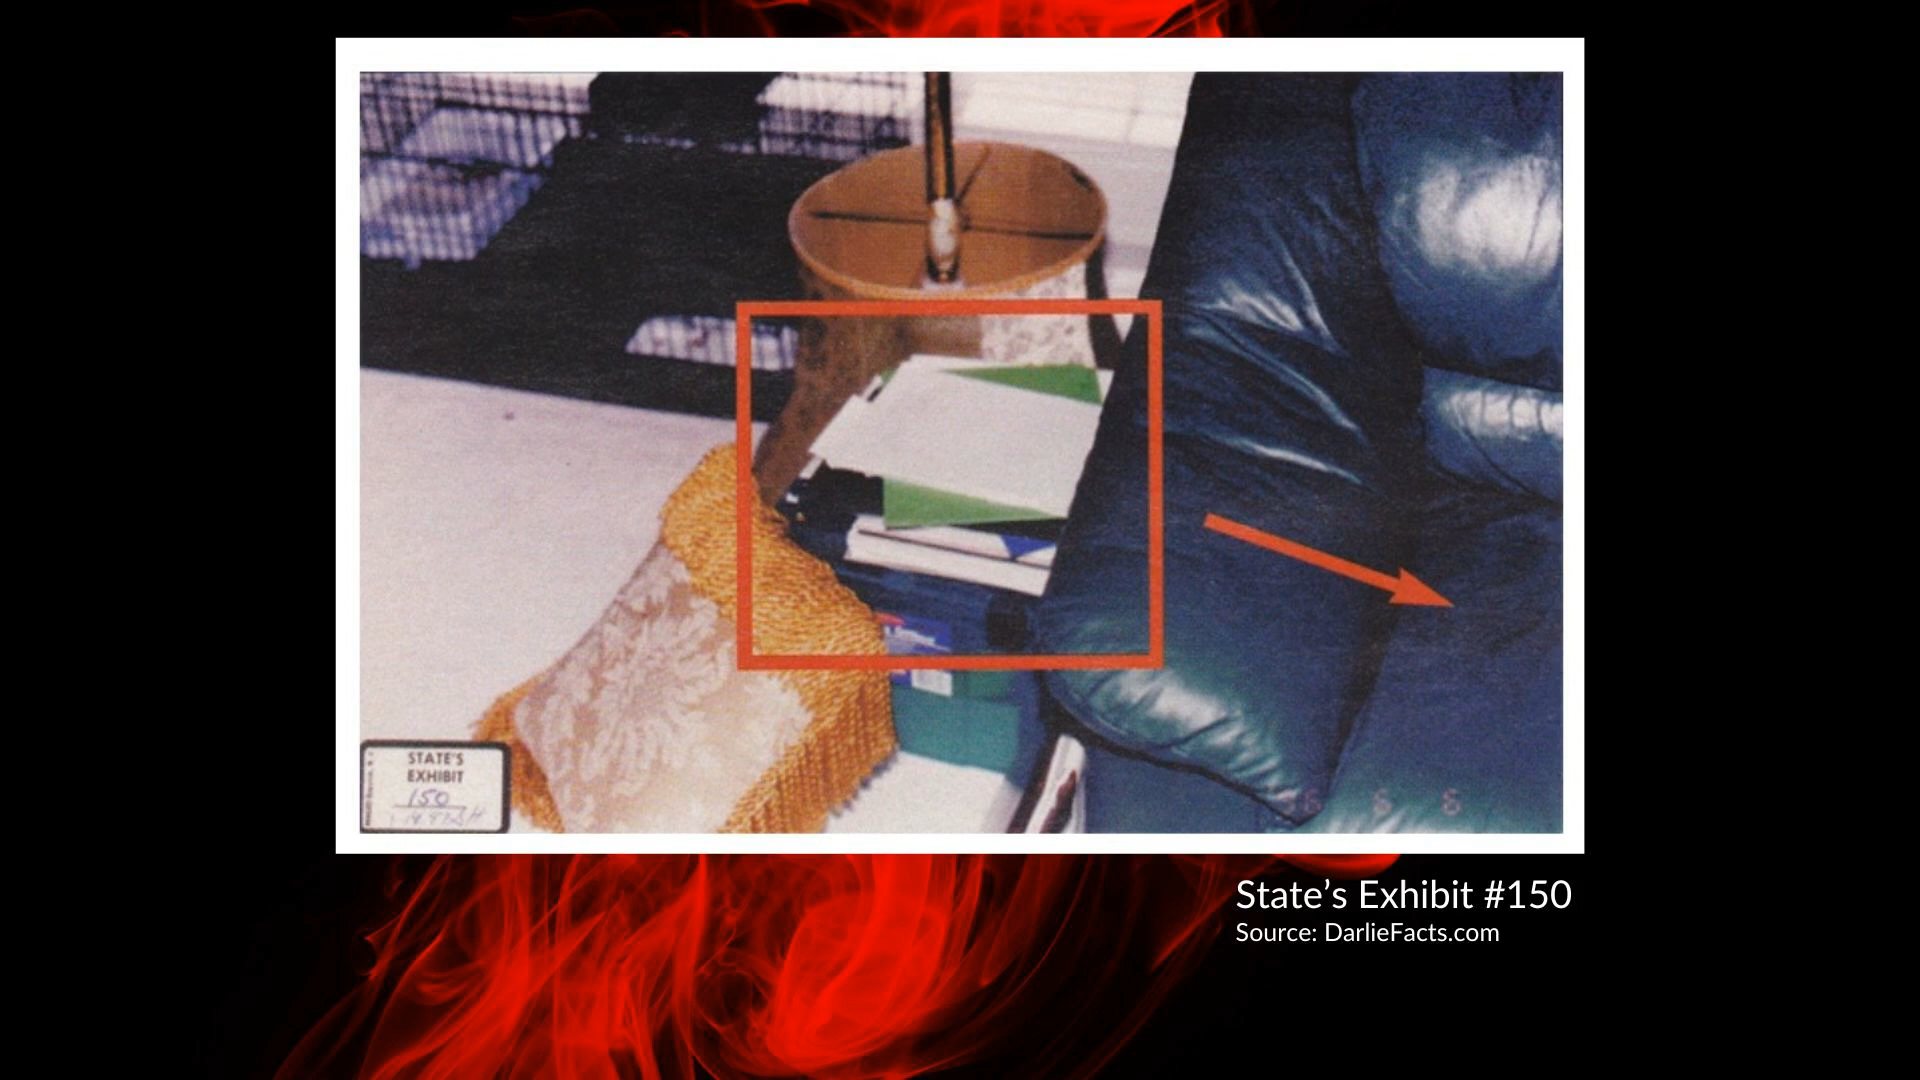 STATE'S
EXHIBIT
150
State’s Exhibit #150
Source: DarlieFacts.com